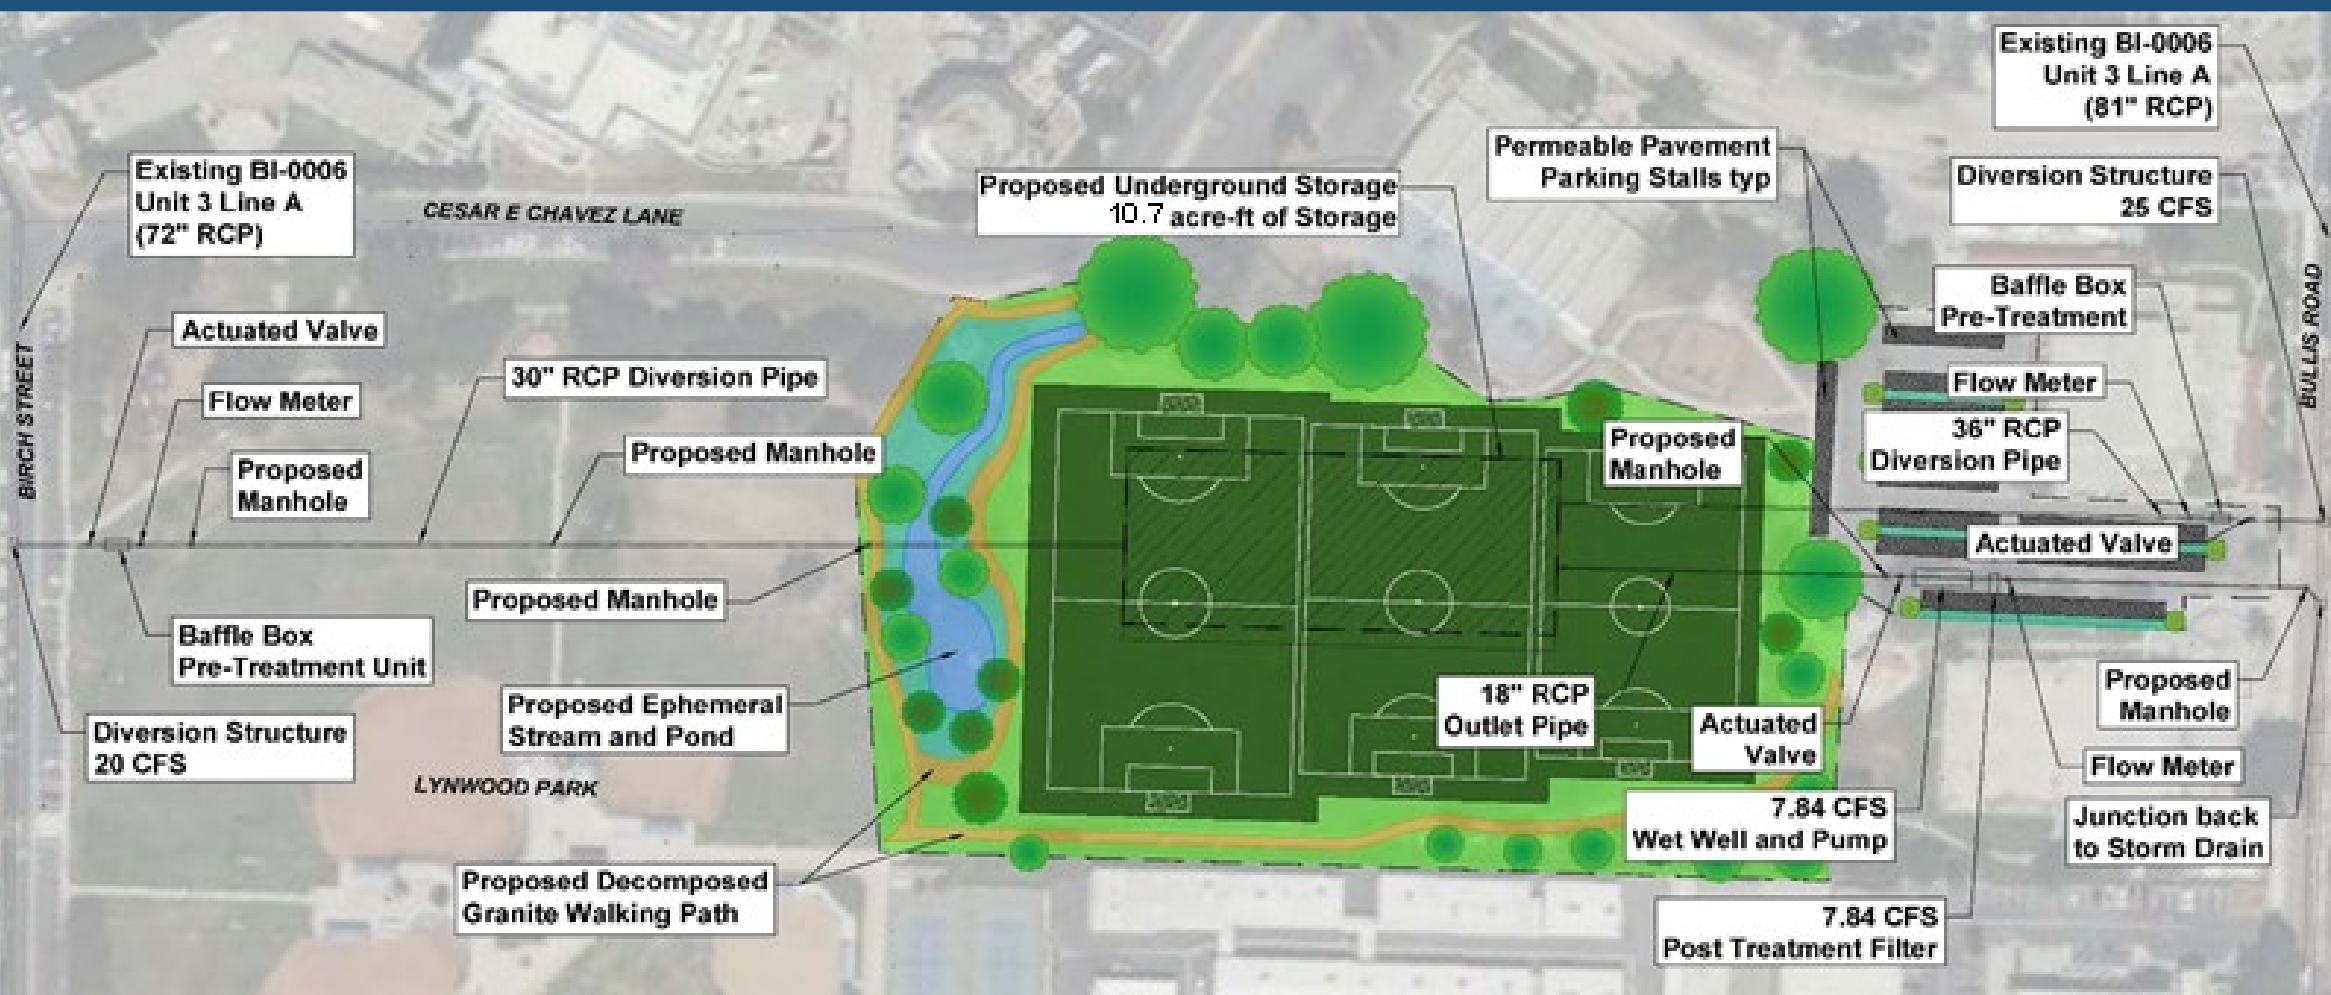 Existing BI-0006
Unit 3 Line A
(72" RCP)
CESAR E CHAVEZ LANE
BIRCH STREET
Actuated Valve
Flow Meter
Proposed
Manhole
30" RCP Diversion Pipe
Proposed Manhole
Proposed Manhole
Baffle Box
Pre-Treatment Unit
Diversion Structure
20 CFS
Proposed Ephemeral
Stream and Pond
LYNWOOD PARK
Proposed Decomposed
Granite Walking Path
Proposed Underground Storage
10.7 acre-ft of Storage
Permeable Pavement
Parking Stalls typ
Existing BI-0006
Unit 3 Line A
(81" RCP)
Diversion Structure
25 CFS
BULLIS ROAD
Baffle Box
Pre-Treatment
Flow Meter
36" RCP
Diversion Pipe
Proposed
Manhole
Actuated Valve
18" RCP
Outlet Pipe
Actuated
Valve
7.84 CFS
Wet Well and Pump
7.84 CFS
Post Treatment Filter
Proposed
Manhole
Flow Meter
Junction back
to Storm Drain